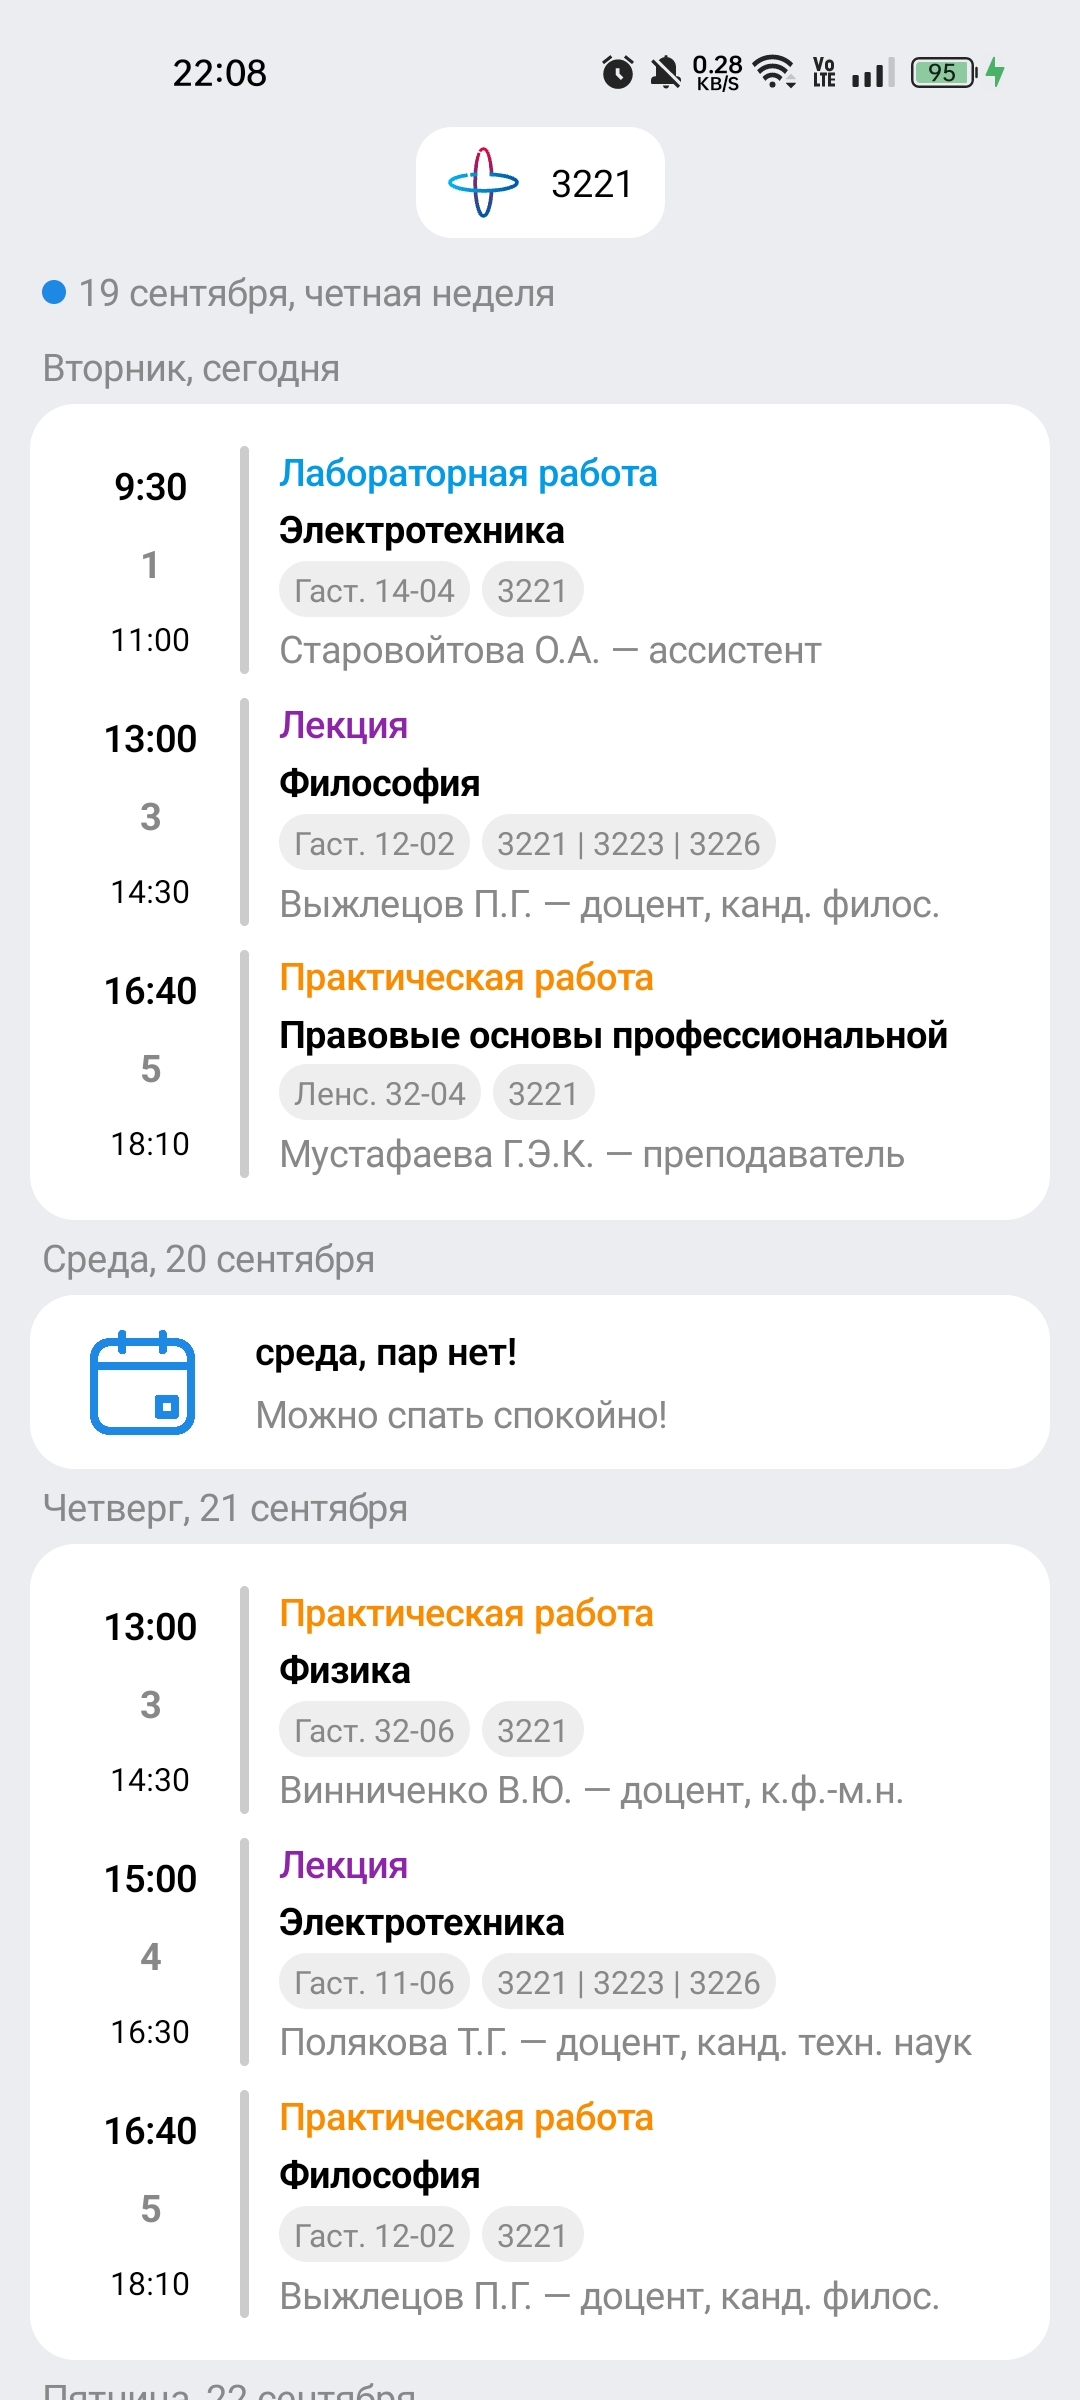 22:08
0.28 KB/S
Vo LTE
95
3221
19 сентября, четная неделя
Вторник, сегодня
9:30
1
11:00
Лабораторная работа
Электротехника
Гаст. 14-04 3221
Старовойтова О.А. — ассистент
13:00
3
14:30
Лекция
Философия
Гаст. 12-02 3221 | 3223 | 3226
Выжлецов П.Г. — доцент, канд. филос.
16:40
5
18:10
Практическая работа
Правовые основы профессиональной
Ленс. 32-04 3221
Мустафаева Г.Э.К. — преподаватель
Среда, 20 сентября
среда, пар нет!
Можно спать спокойно!
Четверг, 21 сентября
13:00
3
14:30
Практическая работа
Физика
Гаст. 32-06 3221
Винниченко В.Ю. — доцент, к.ф.-м.н.
15:00
4
16:30
Лекция
Электротехника
Гаст. 11-06 3221 | 3223 | 3226
Полякова Т.Г. — доцент, канд. техн. наук
16:40
5
18:10
Практическая работа
Философия
Гаст. 12-02 3221
Выжлецов П.Г. — доцент, канд. филос.
Пятница, 22 сентября